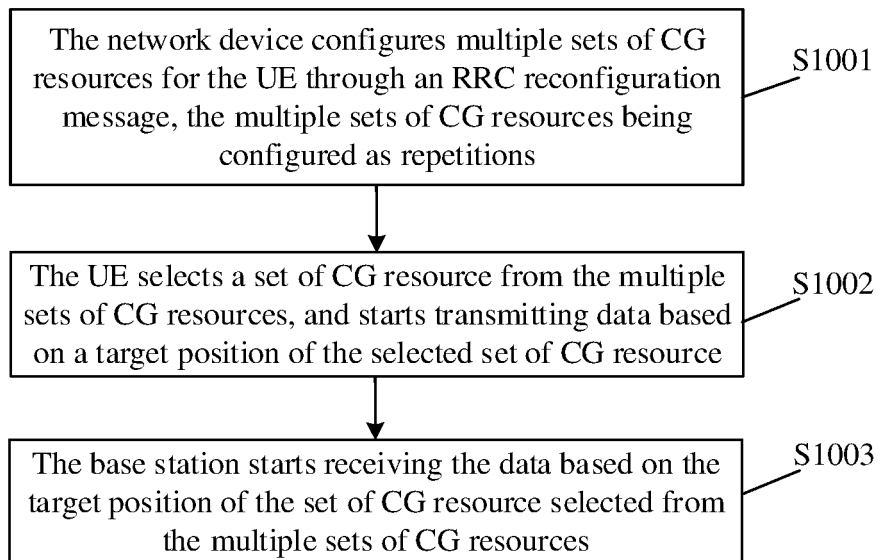 The network device configures multiple sets of CG
resources for the UE through an RRC reconfiguration
message, the multiple sets of CG resources being
configured as repetitions
S1001
The UE selects a set of CG resource from the multiple
sets of CG resources, and starts transmitting data based
on a target position of the selected set of CG resource
S1002
The base station starts receiving the data based on the
target position of the set of CG resource selected from
the multiple sets of CG resources
S1003